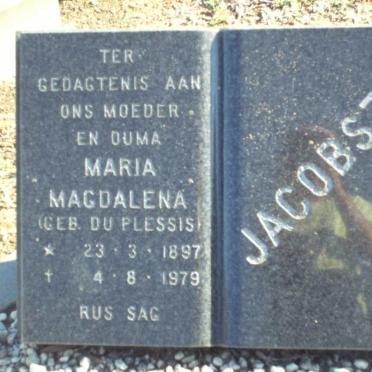 TER
GEDAGTENIS AAN
ONS MOEDER
EN OUMA
MARIA
MAGDALENA
(GEB. DU PLESSIS)
* 23 · 3 · 1897
† 4 · 8 · 1979
RUS SAG
JACOBS